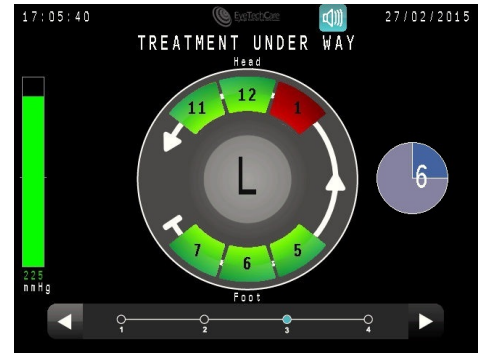 17:05:40
EyeTechCare
27/02/2015
TREATMENT UNDER WAY
Head
11
12
1
L
6
7
6
5
225
mmHg
Foot
1 2 3 4